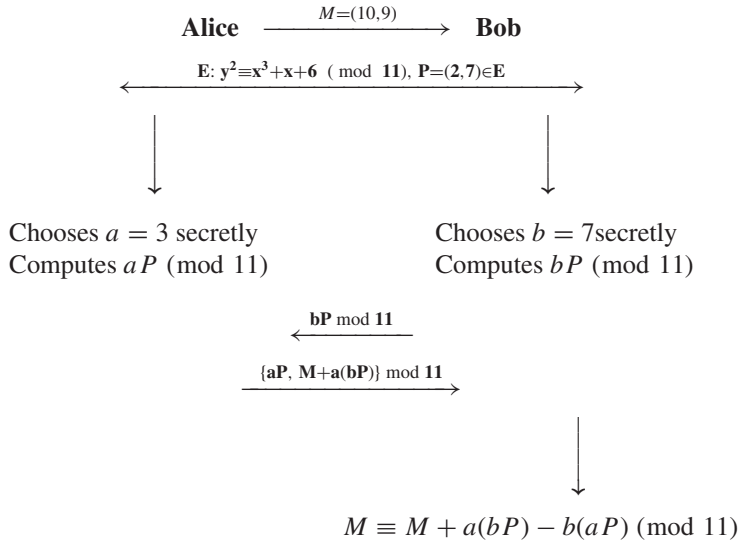 Alice M=(10,9) Bob
E: y²≡x³+x+6 ( mod 11), P=(2,7)∈E
Chooses a = 3 secretly
Computes aP (mod 11)
Chooses b = 7secretly
Computes bP (mod 11)
bP mod 11
{aP, M+a(bP)} mod 11
M ≡ M + a(bP) − b(aP) (mod 11)